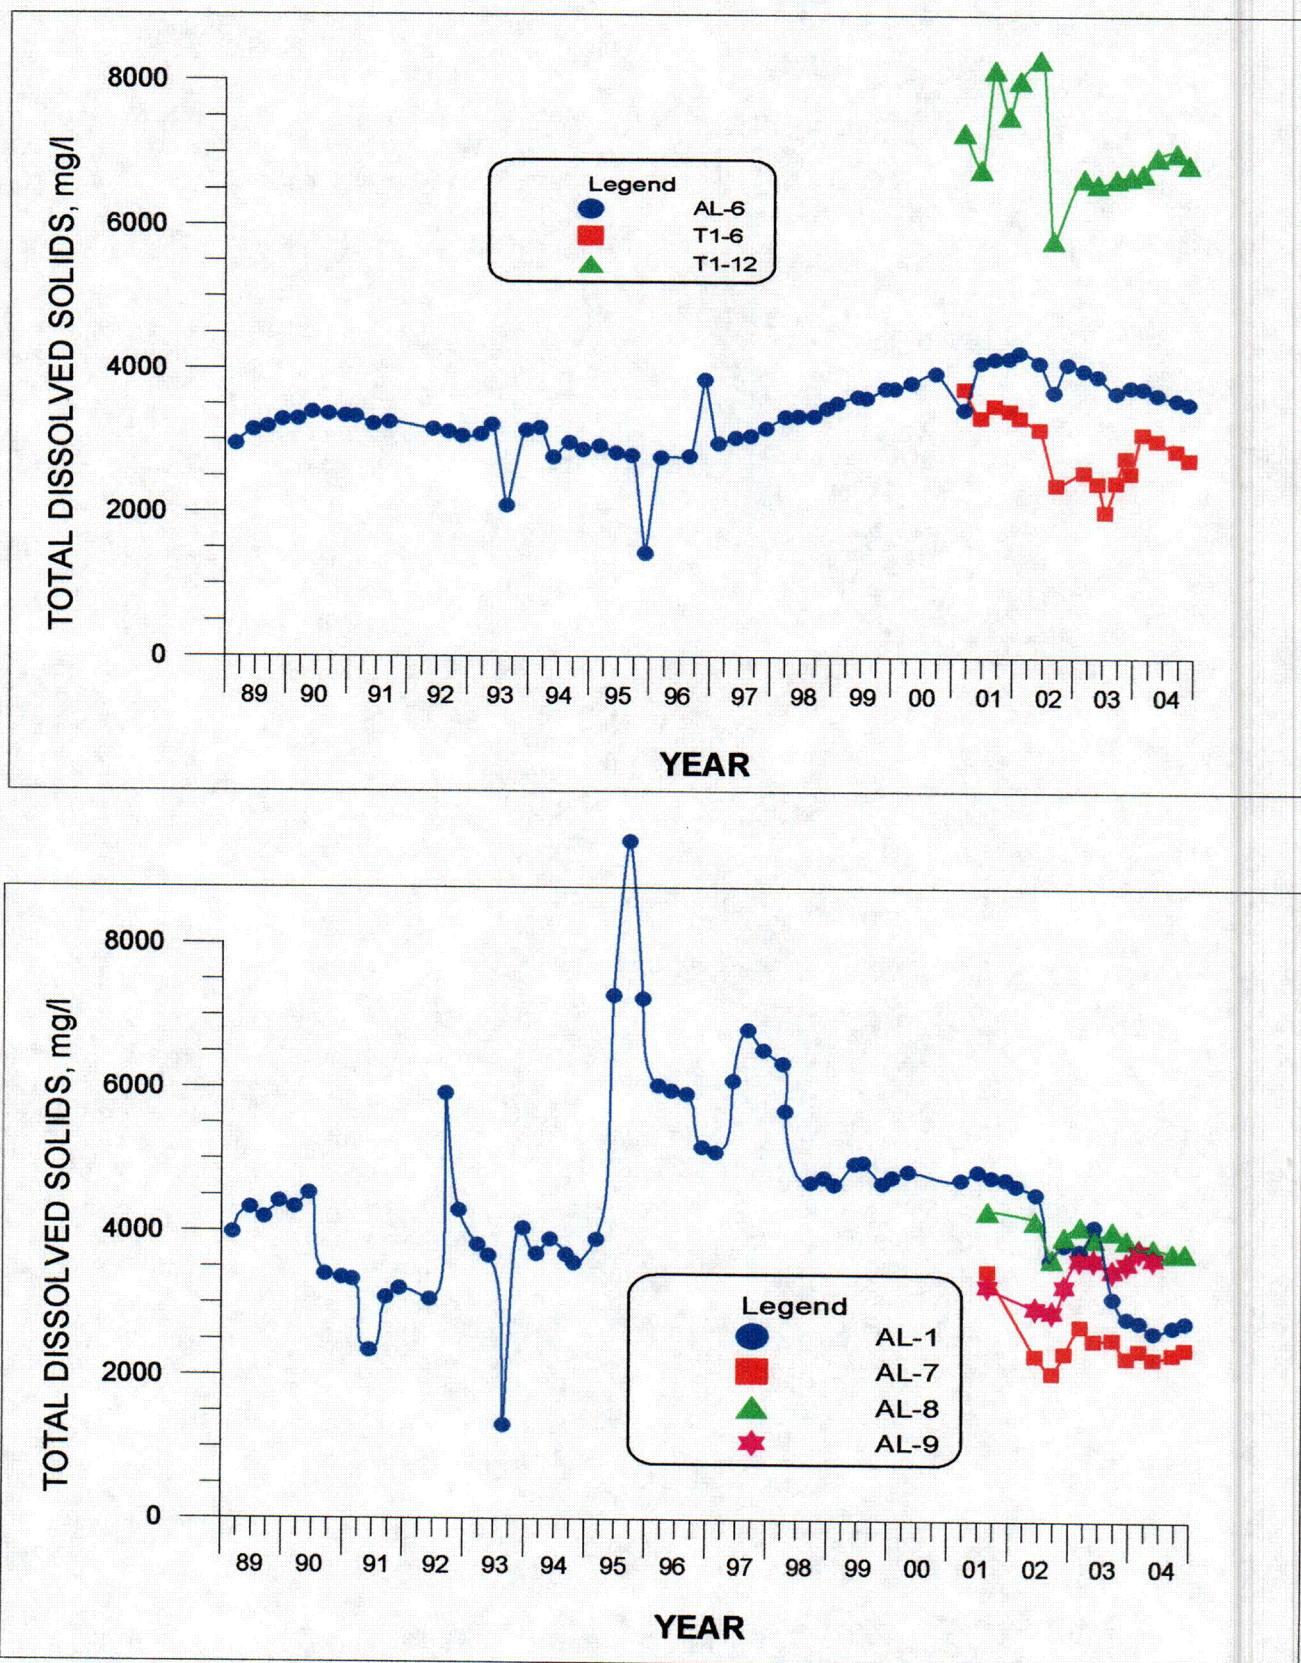 TOTAL DISSOLVED SOLIDS, mg/l
8000
6000
4000
2000
0
Legend
AL-6
T1-6
T1-12
89 90 91 92 93 94 95 96 97 98 99 00 01 02 03 04
YEAR
TOTAL DISSOLVED SOLIDS, mg/l
8000
6000
4000
2000
0
Legend
AL-1
AL-7
AL-8
AL-9
89 90 91 92 93 94 95 96 97 98 99 00 01 02 03 04
YEAR